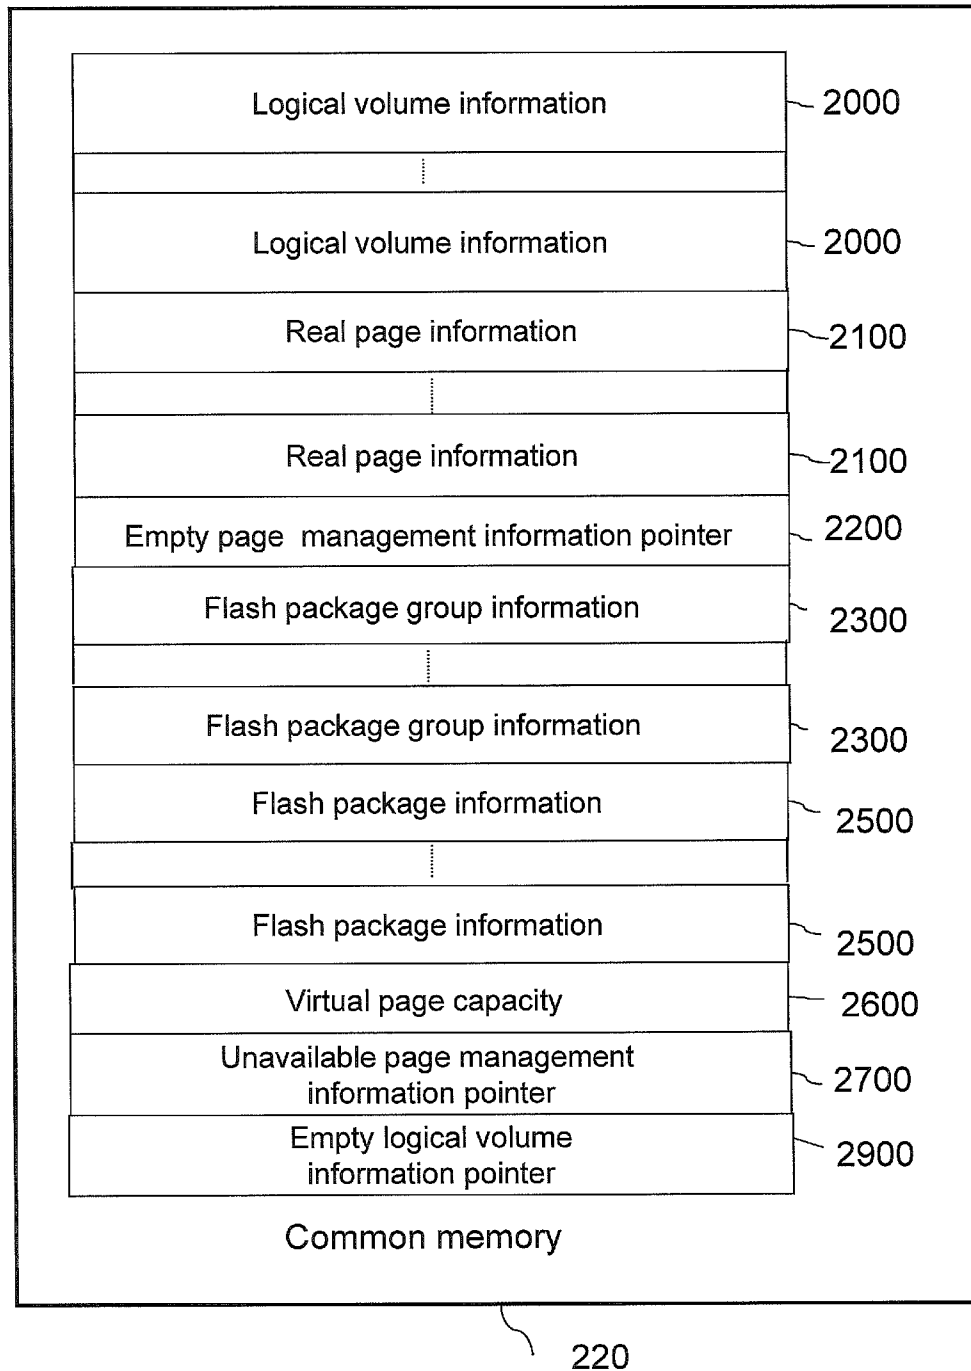 Logical volume information 2000
Logical volume information 2000
Real page information 2100
Real page information 2100
Empty page management information pointer 2200
Flash package group information 2300
Flash package group information 2300
Flash package information 2500
Flash package information 2500
Virtual page capacity 2600
Unavailable page management
information pointer 2700
Empty logical volume
information pointer 2900
Common memory
220